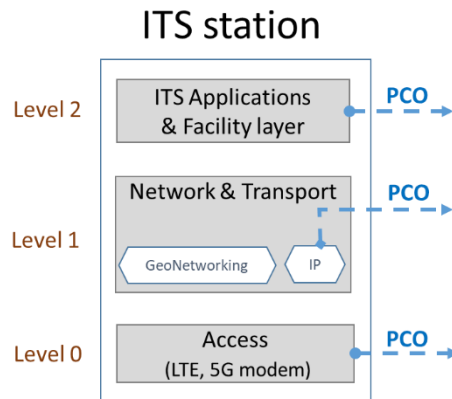 ITS station
Level 2
ITS Applications
& Facility layer
PCO
Level 1
Network & Transport
GeoNetworking
IP
PCO
Level 0
Access
(LTE, 5G modem)
PCO